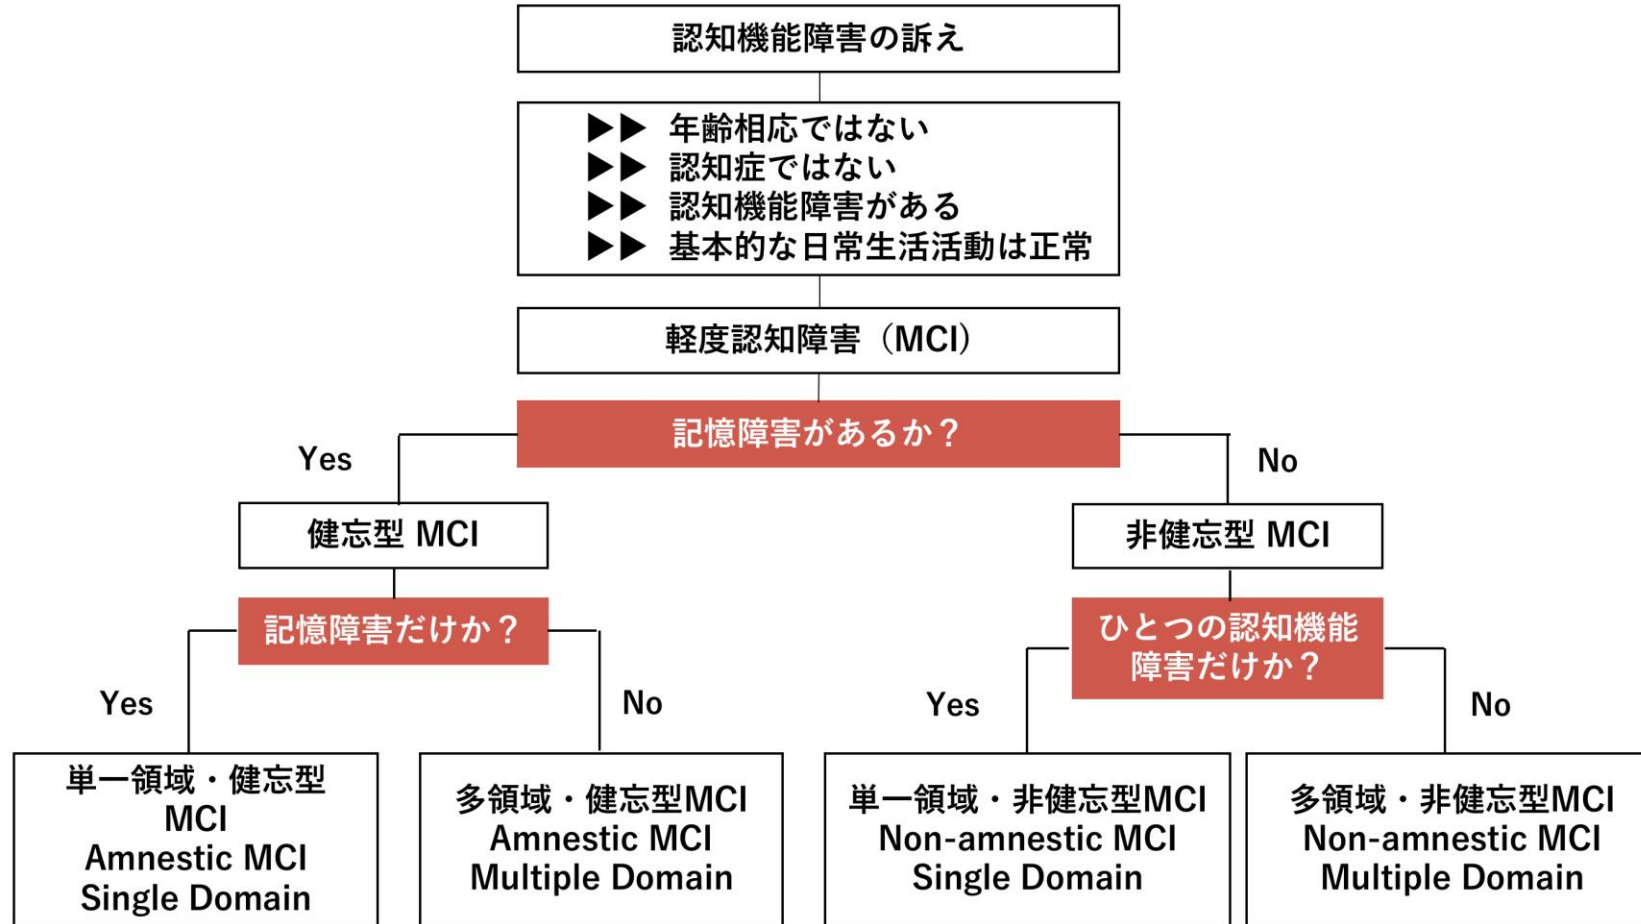 認知機能障害の訴え
▶▶ 年齢相応ではない
▶▶ 認知症ではない
▶▶ 認知機能障害がある
▶▶ 基本的な日常生活活動は正常
軽度認知障害（MCI）
記憶障害があるか？
Yes
No
健忘型 MCI
非健忘型 MCI
記憶障害だけか？
ひとつの認知機能
障害だけか？
Yes
No
Yes
No
単一領域・健忘型
MCI
Amnestic MCI
Single Domain
多領域・健忘型MCI
Amnestic MCI
Multiple Domain
単一領域・非健忘型MCI
Non-amnestic MCI
Single Domain
多領域・非健忘型MCI
Non-amnestic MCI
Multiple Domain